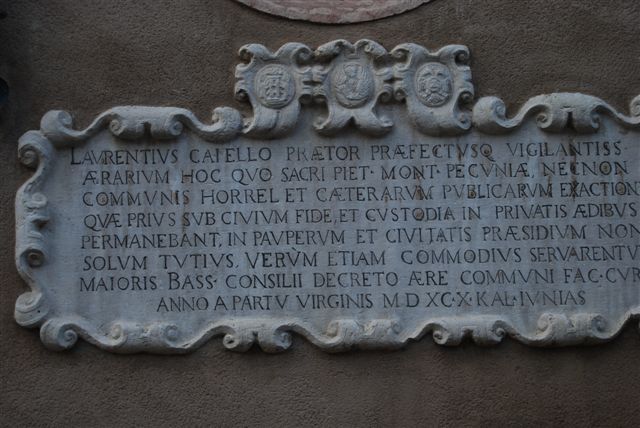 LAURENTIVS CAPELLO PRÆTOR PRÆFECTVSQ VIGILANTISS·
ÆRARIVM HOC QVO SACRI PIET· MONT· PECVNIÆ, NECNON
COMMVNIS HORREI ET CÆTERARVM PVBLICARVM EXACTION
QVÆ PRIVS SVB CIVIVM FIDE, ET CVSTODIA IN PRIVATIS ÆDIBVS
PERMANEBANT, IN PAVPERVM ET CIVITATIS PRÆSIDIVM NON
SOLVM TVTIVS, VERVM ETIAM COMMODIVS SERVARENTVR
MAIORIS BASS· CONSILII DECRETO ÆRE COMMVNI FAC· CVR
ANNO A PARTV VIRGINIS M D XC·X·KAL·IVNIAS